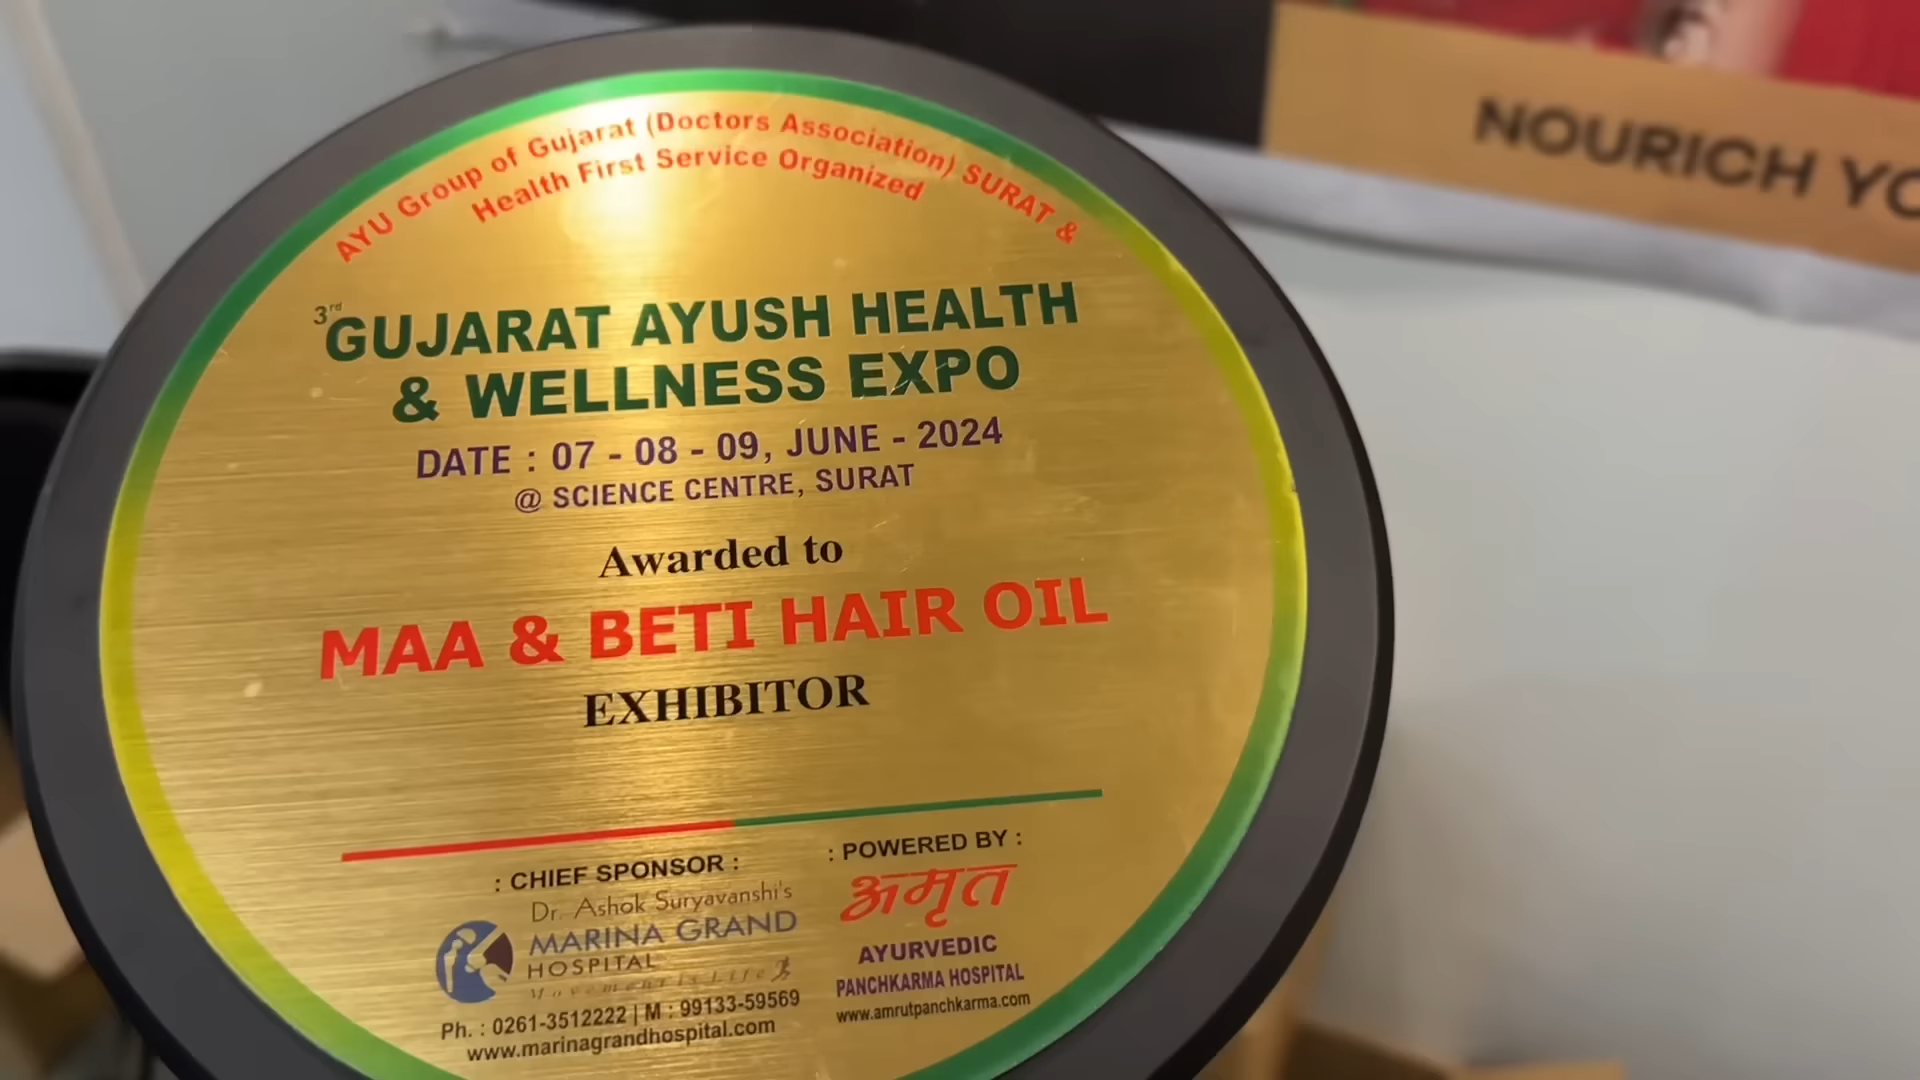 AYU Group of Gujarat (Doctors Association) SURAT &
Health First Service Organized
3rd
GUJARAT AYUSH HEALTH
& WELLNESS EXPO
DATE : 07 - 08 - 09, JUNE - 2024
@ SCIENCE CENTRE, SURAT
Awarded to
MAA & BETI HAIR OIL
EXHIBITOR
: CHIEF SPONSOR :
Dr. Ashok Suryavanshi's
MARINA GRAND
HOSPITAL
Movement is Life
Ph. : 0261-3512222 | M : 99133-59569
www.marinagrandhospital.com
: POWERED BY :
अमृत
AYURVEDIC
PANCHKARMA HOSPITAL
www.amrutpanchkarma.com
NOURICH YO